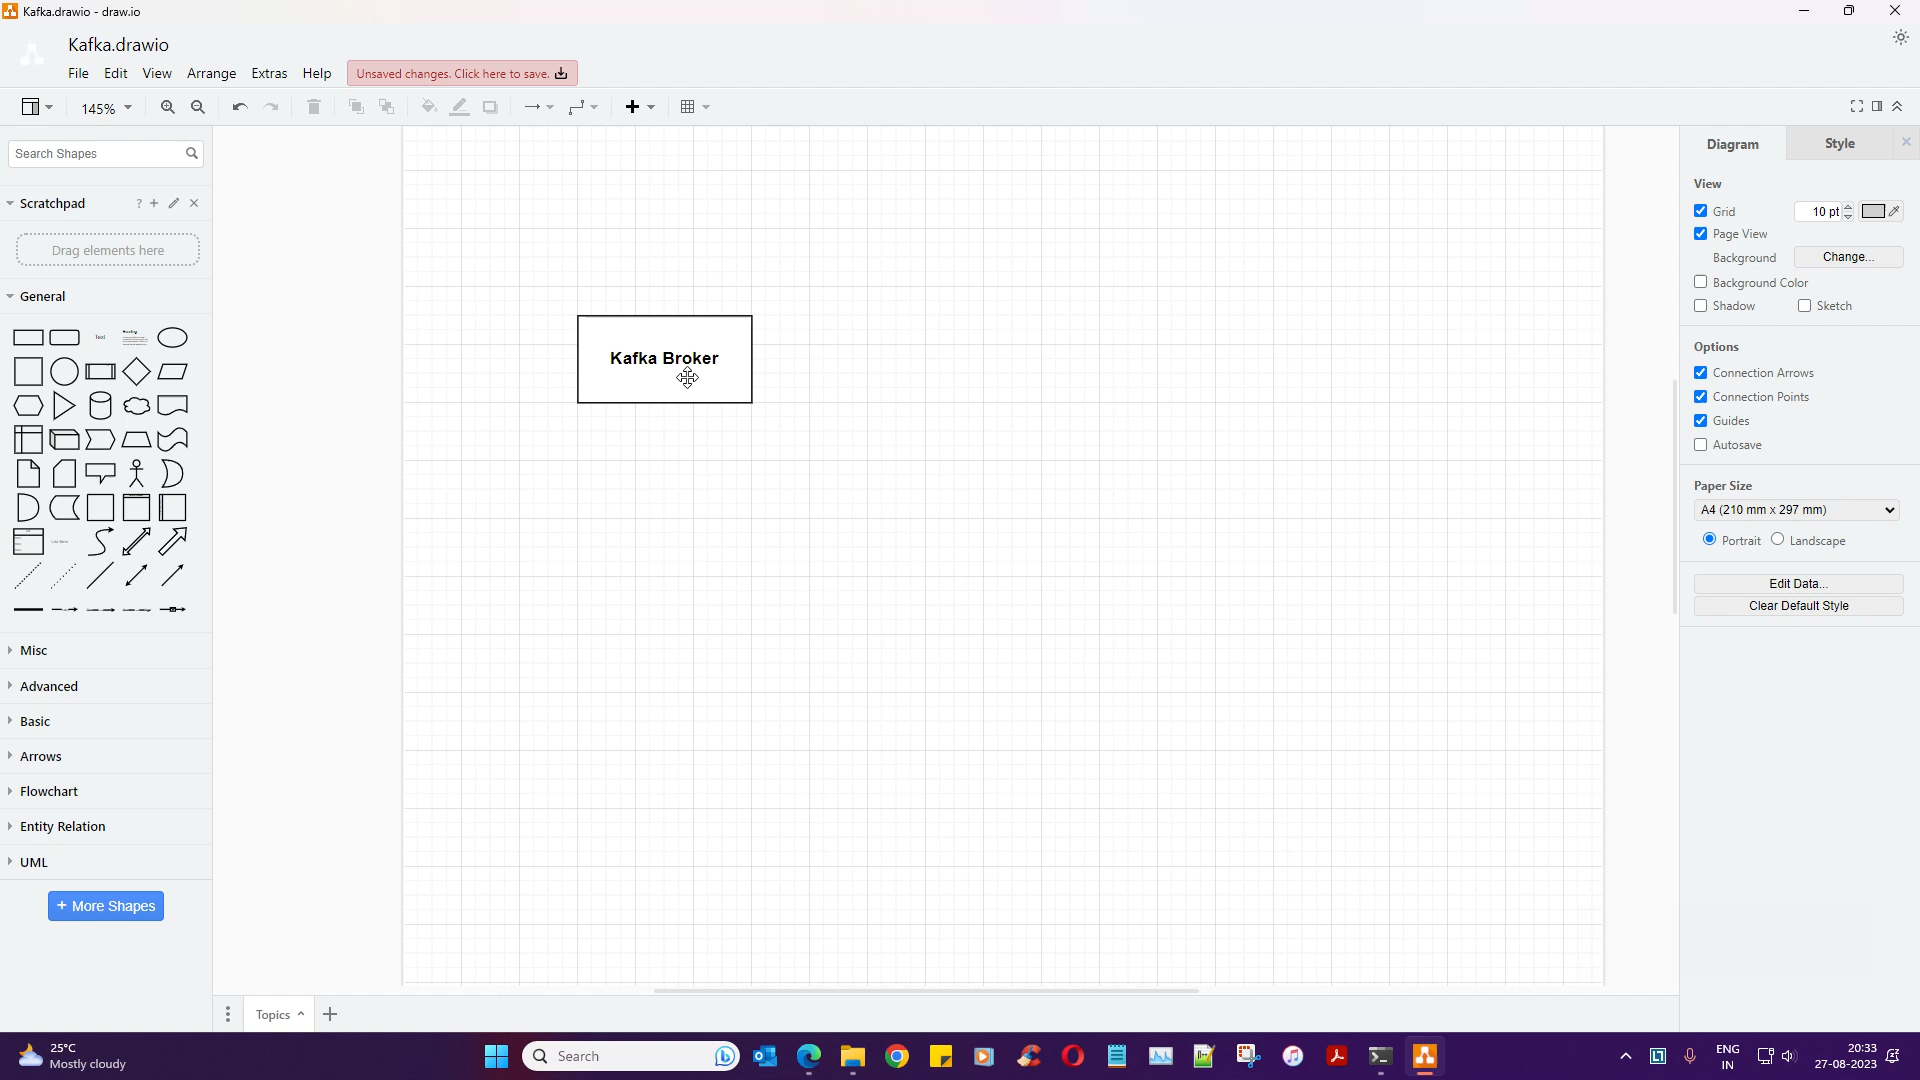 Kafka.drawio - draw.io
Kafka.drawio
File Edit View Arrange Extras Help Unsaved changes. Click here to save.
145%
Search Shapes
Scratchpad ?
Drag elements here
General
Text
Heading
Misc
Advanced
Basic
Arrows
Flowchart
Entity Relation
UML
+ More Shapes
Kafka Broker
Topics
Diagram Style
View
Grid 10 pt
Page View
Background Change...
Background Color
Shadow Sketch
Options
Connection Arrows
Connection Points
Guides
Autosave
Paper Size
A4 (210 mm x 297 mm)
Portrait Landscape
Edit Data...
Clear Default Style
25°C
Mostly cloudy
Search
ENG
IN
20:33
27-08-2023